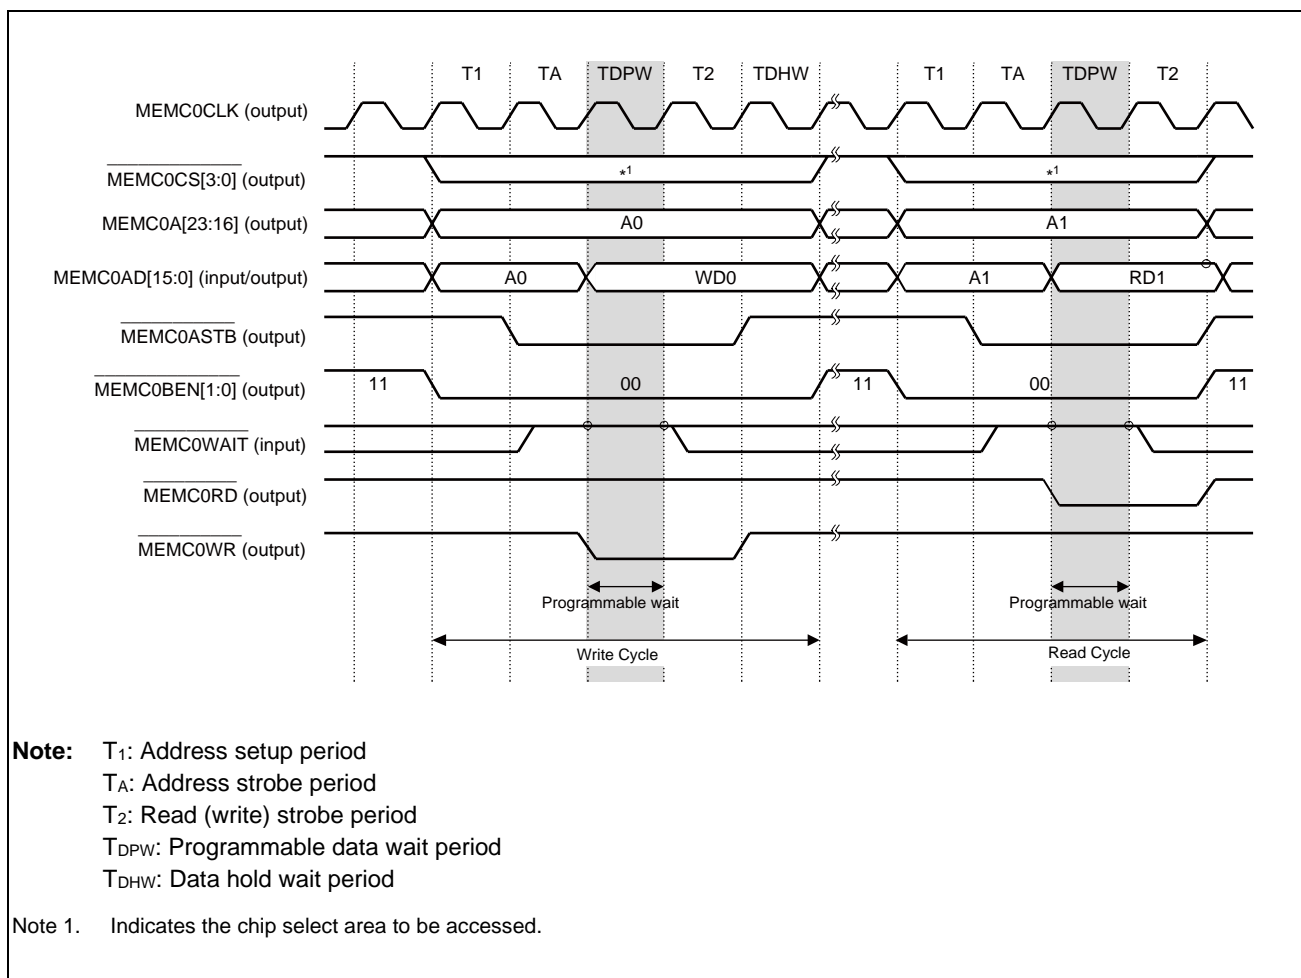 T1 TA TDPW T2 TDHW T1 TA TDPW T2
MEMC0CLK (output)
MEMC0CS[3:0] (output) *1 *1
MEMC0A[23:16] (output) A0 A1
MEMC0AD[15:0] (input/output) A0 WD0 A1 RD1
MEMC0ASTB (output)
MEMC0BEN[1:0] (output) 11 00 11 00 11
MEMC0WAIT (input)
MEMC0RD (output)
MEMC0WR (output)
Programmable wait Programmable wait
Write Cycle Read Cycle
Note: T1: Address setup period
TA: Address strobe period
T2: Read (write) strobe period
TDPW: Programmable data wait period
TDHW: Data hold wait period
Note 1. Indicates the chip select area to be accessed.